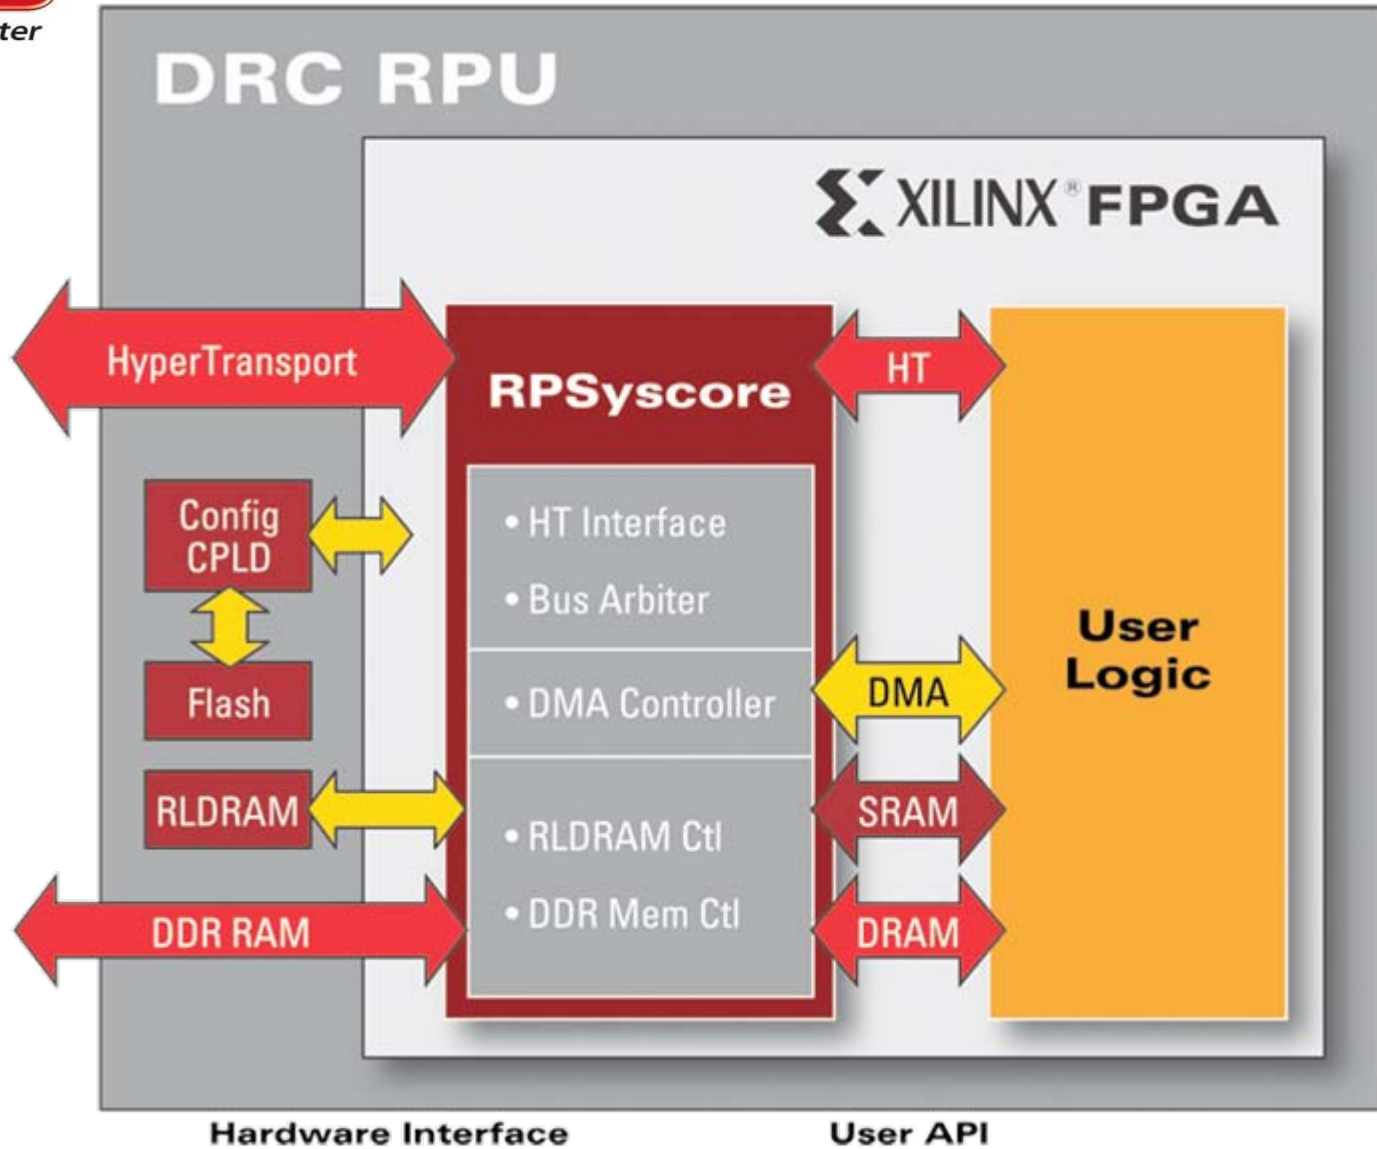 ter
DRC RPU
XILINX® FPGA
HyperTransport
RPSyscore
HT
Config
CPLD
• HT Interface
• Bus Arbiter
User
Logic
Flash
• DMA Controller
DMA
RLDRAM
SRAM
• RLDRAM Ctl
• DDR Mem Ctl
DDR RAM
DRAM
Hardware Interface
User API